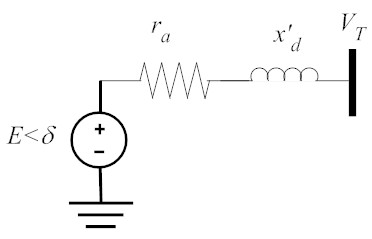 r_a
x'_d
V_T
E<δ
+
−